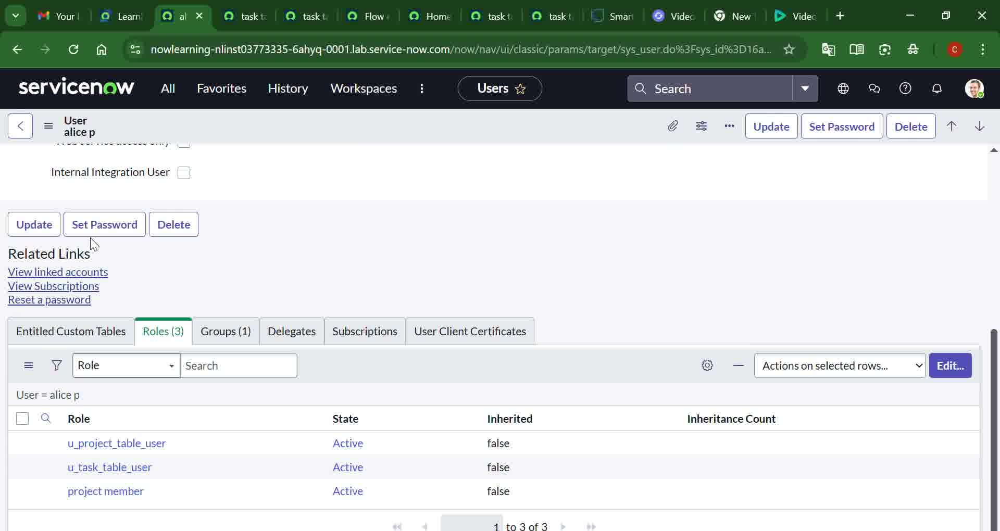 Your
Learn
al
task t
task t
Flow
Home
task t
task t
Smar
Video
New T
Video
nowlearning-nlinst03773335-6ahyq-0001.lab.service-now.com/now/nav/ui/classic/params/target/sys_user.do%3Fsys_id%3D16a...
C
servicenow
All
Favorites
History
Workspaces
Users
Search
User
alice p
Update
Set Password
Delete
Web service access only
Internal Integration User
Update
Set Password
Delete
Related Links
View linked accounts
View Subscriptions
Reset a password
Entitled Custom Tables
Roles (3)
Groups (1)
Delegates
Subscriptions
User Client Certificates
Role
Search
Actions on selected rows...
Edit...
User = alice p
Role State Inherited Inheritance Count
u_project_table_user Active false
u_task_table_user Active false
project member Active false
1 to 3 of 3